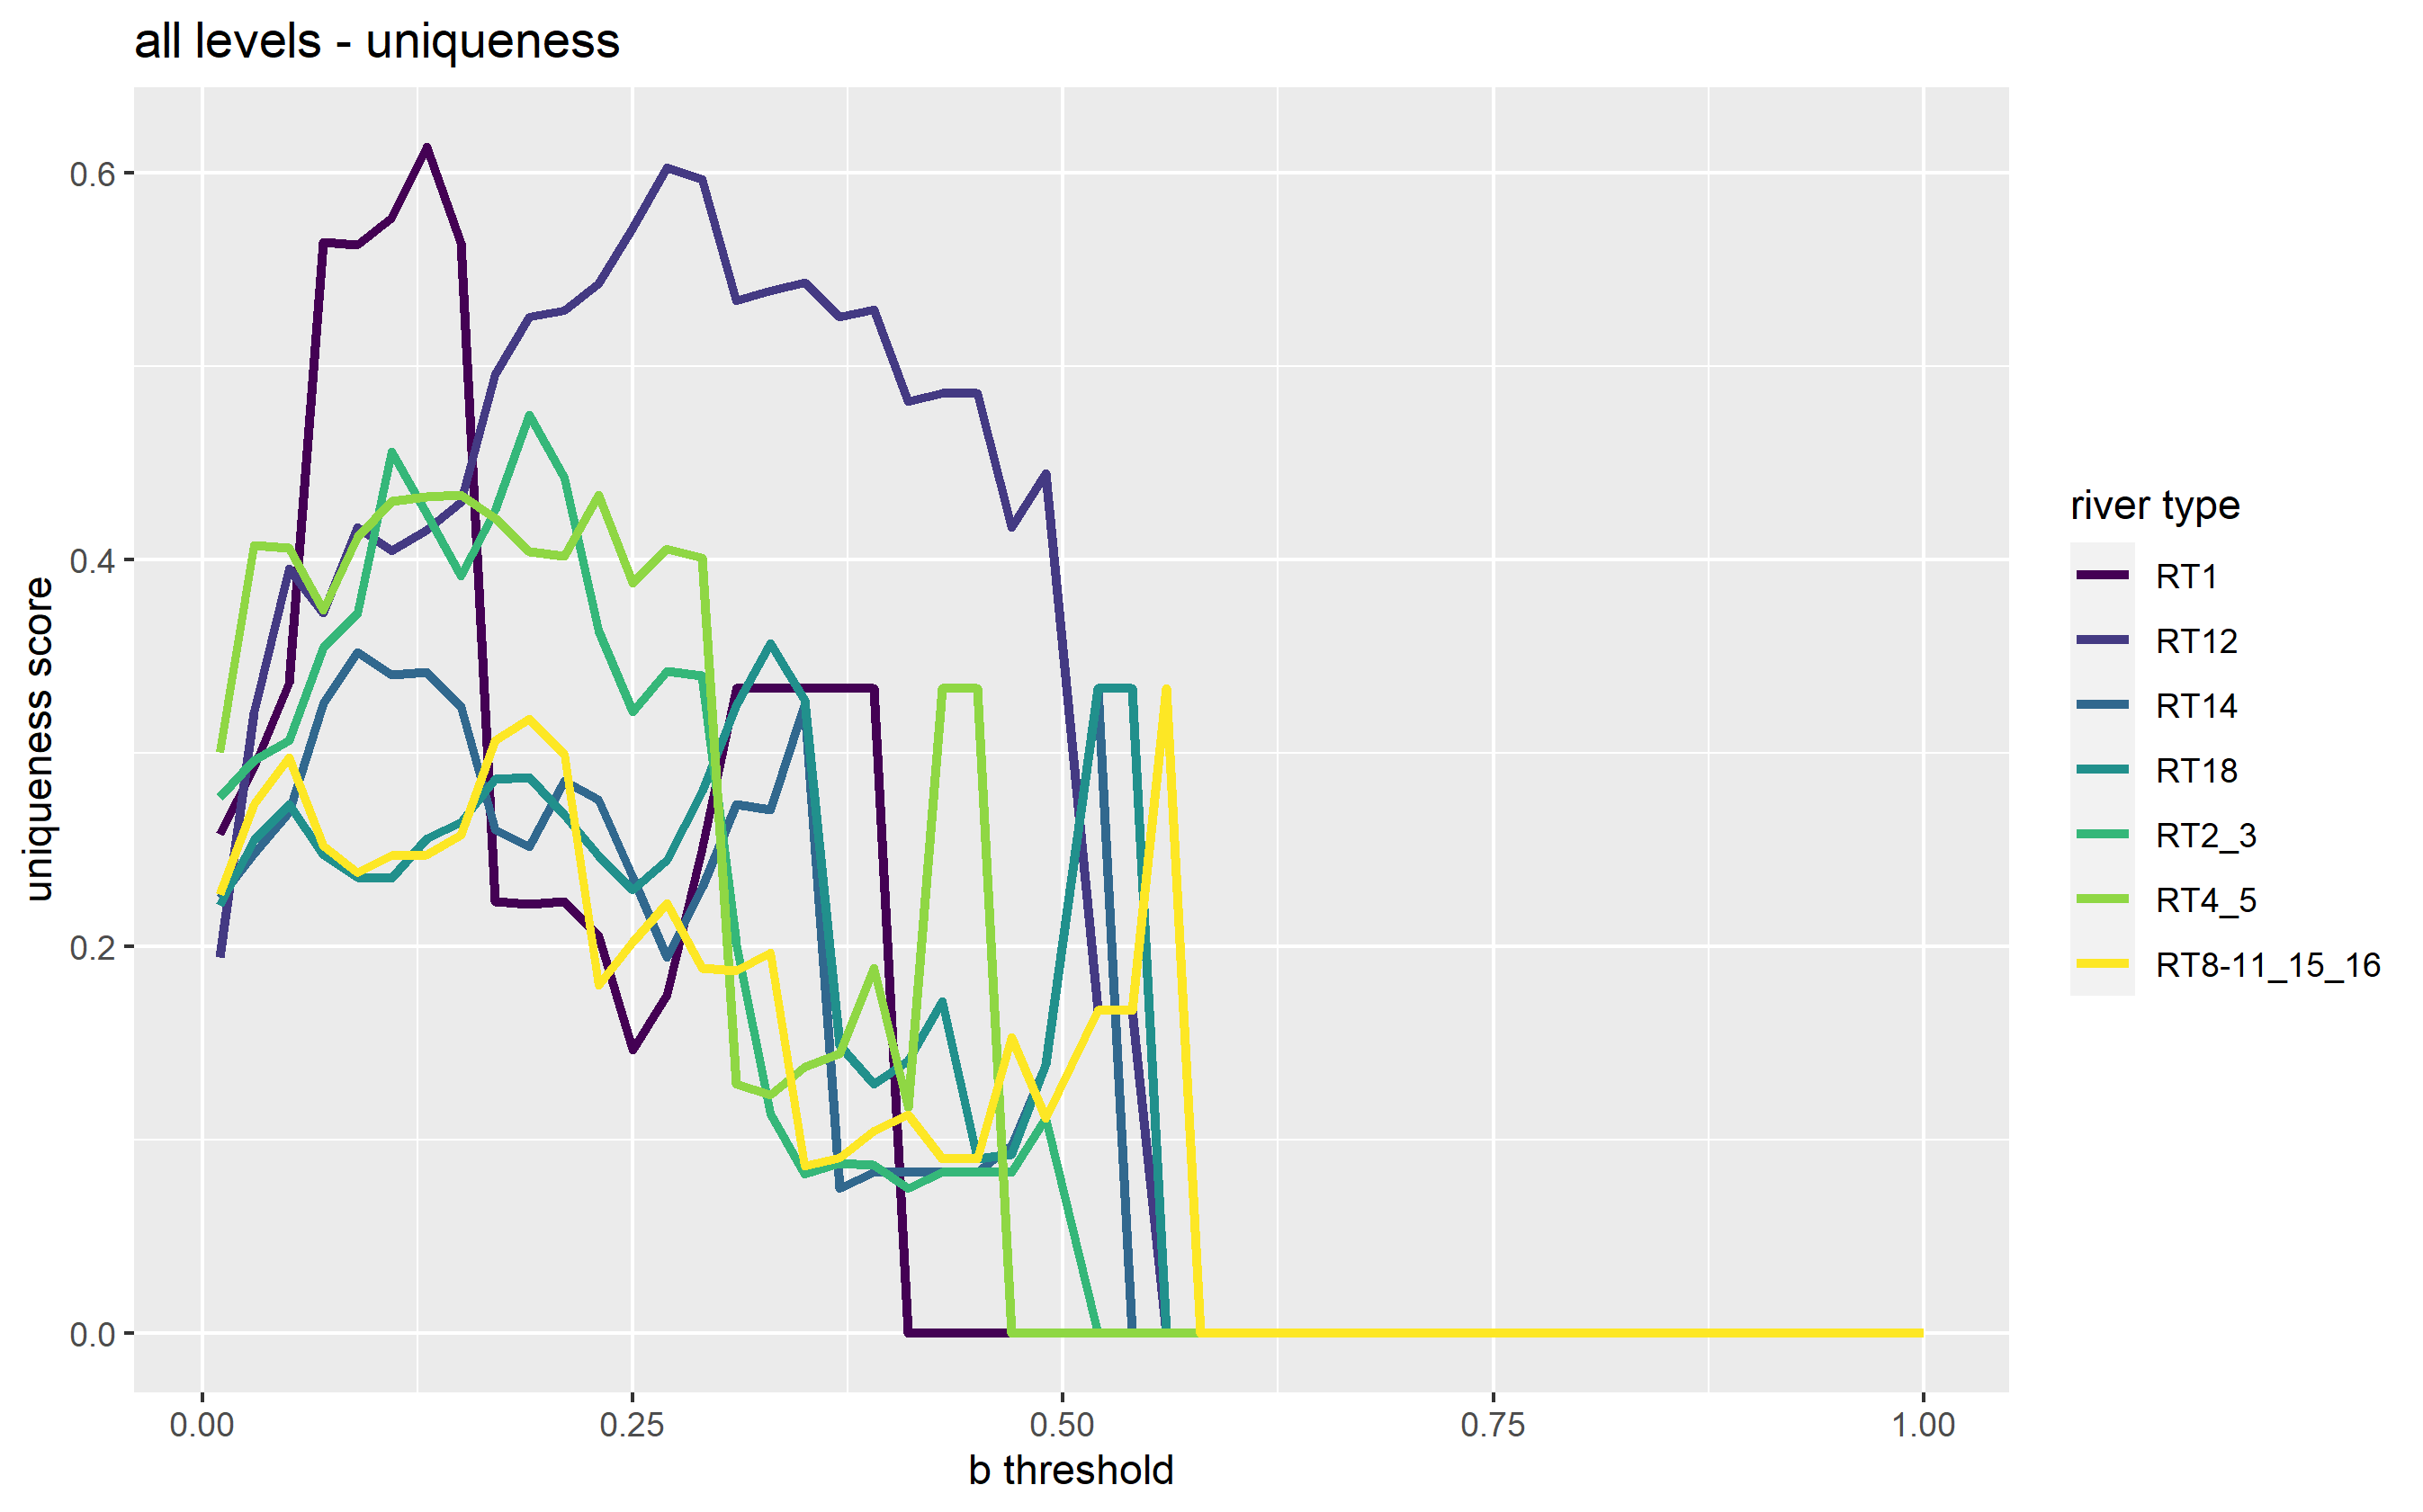 all levels - uniqueness
0.6
0.4
0.2
0.0
uniqueness score
0.00 0.25 0.50 0.75 1.00
b threshold
river type
RT1
RT12
RT14
RT18
RT2_3
RT4_5
RT8-11_15_16